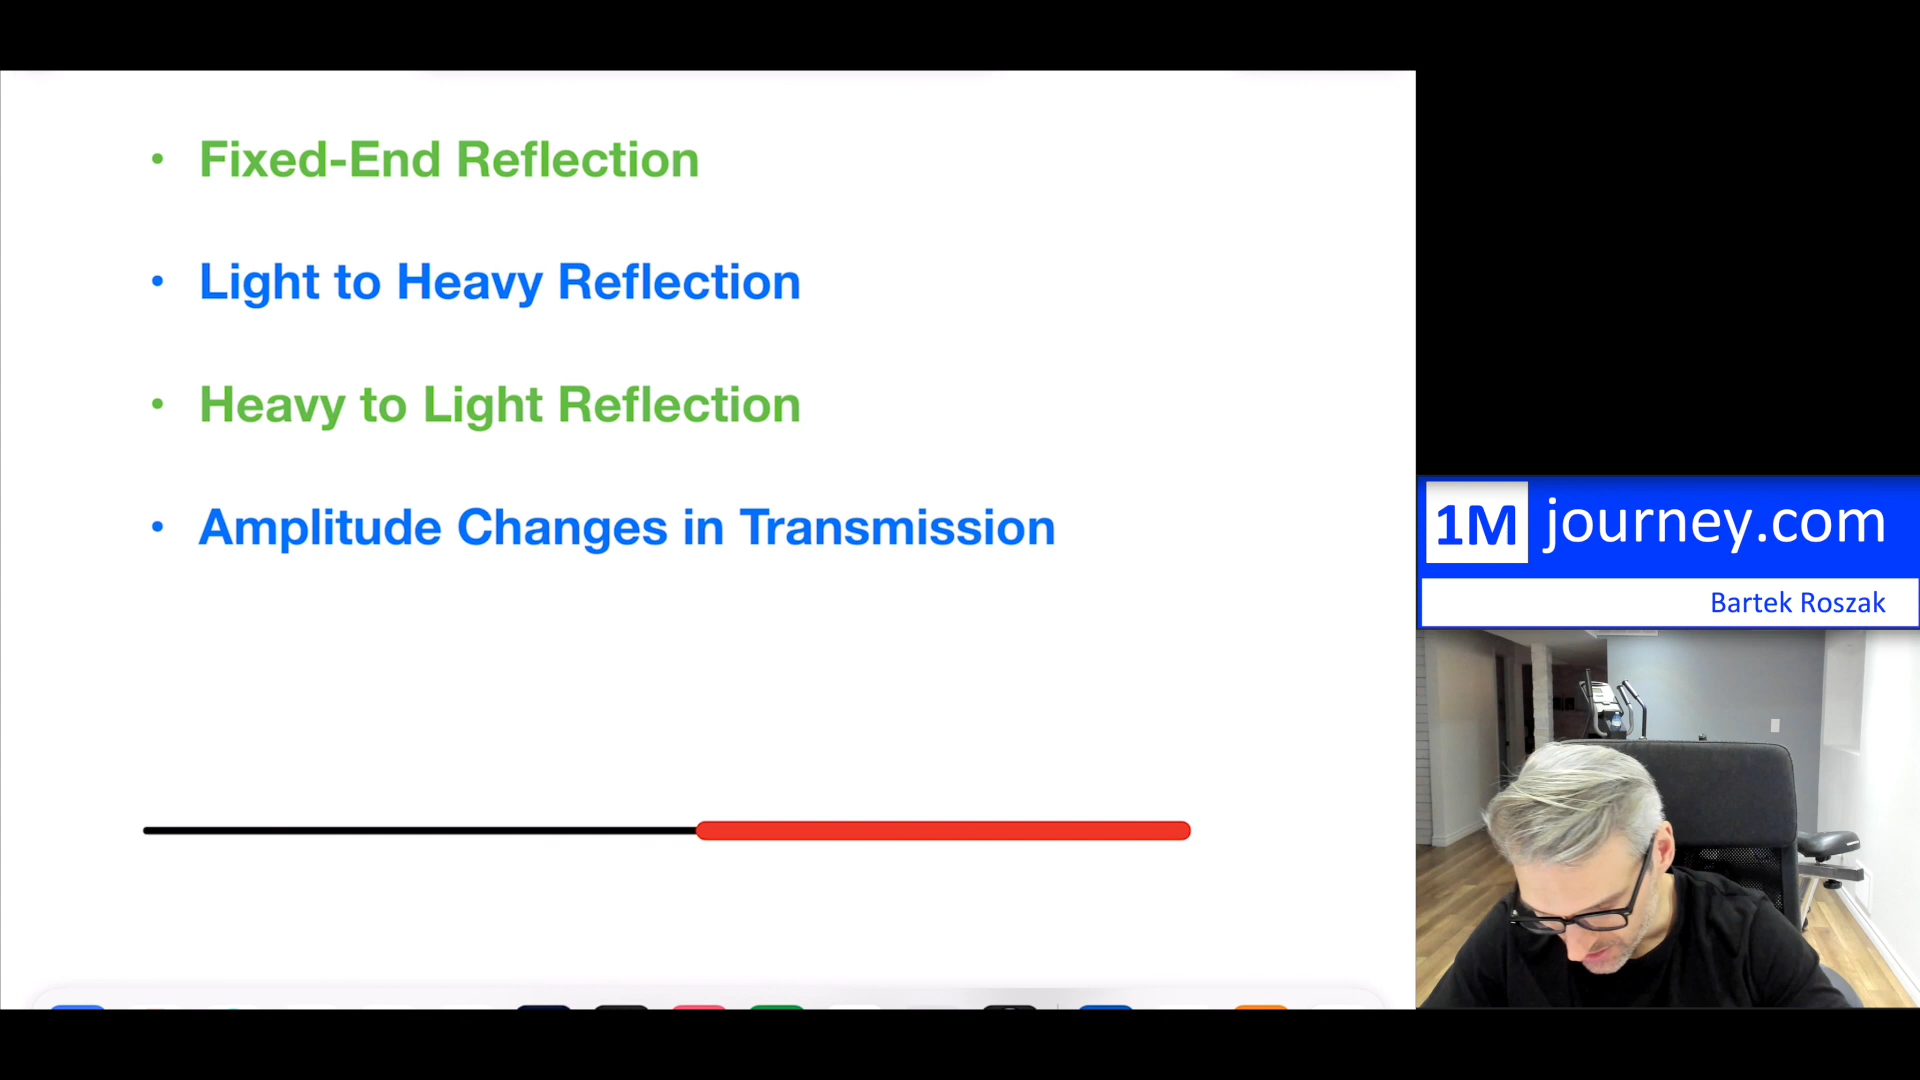 • Fixed-End Reflection
• Light to Heavy Reflection
• Heavy to Light Reflection
• Amplitude Changes in Transmission
1M journey.com
Bartek Roszak